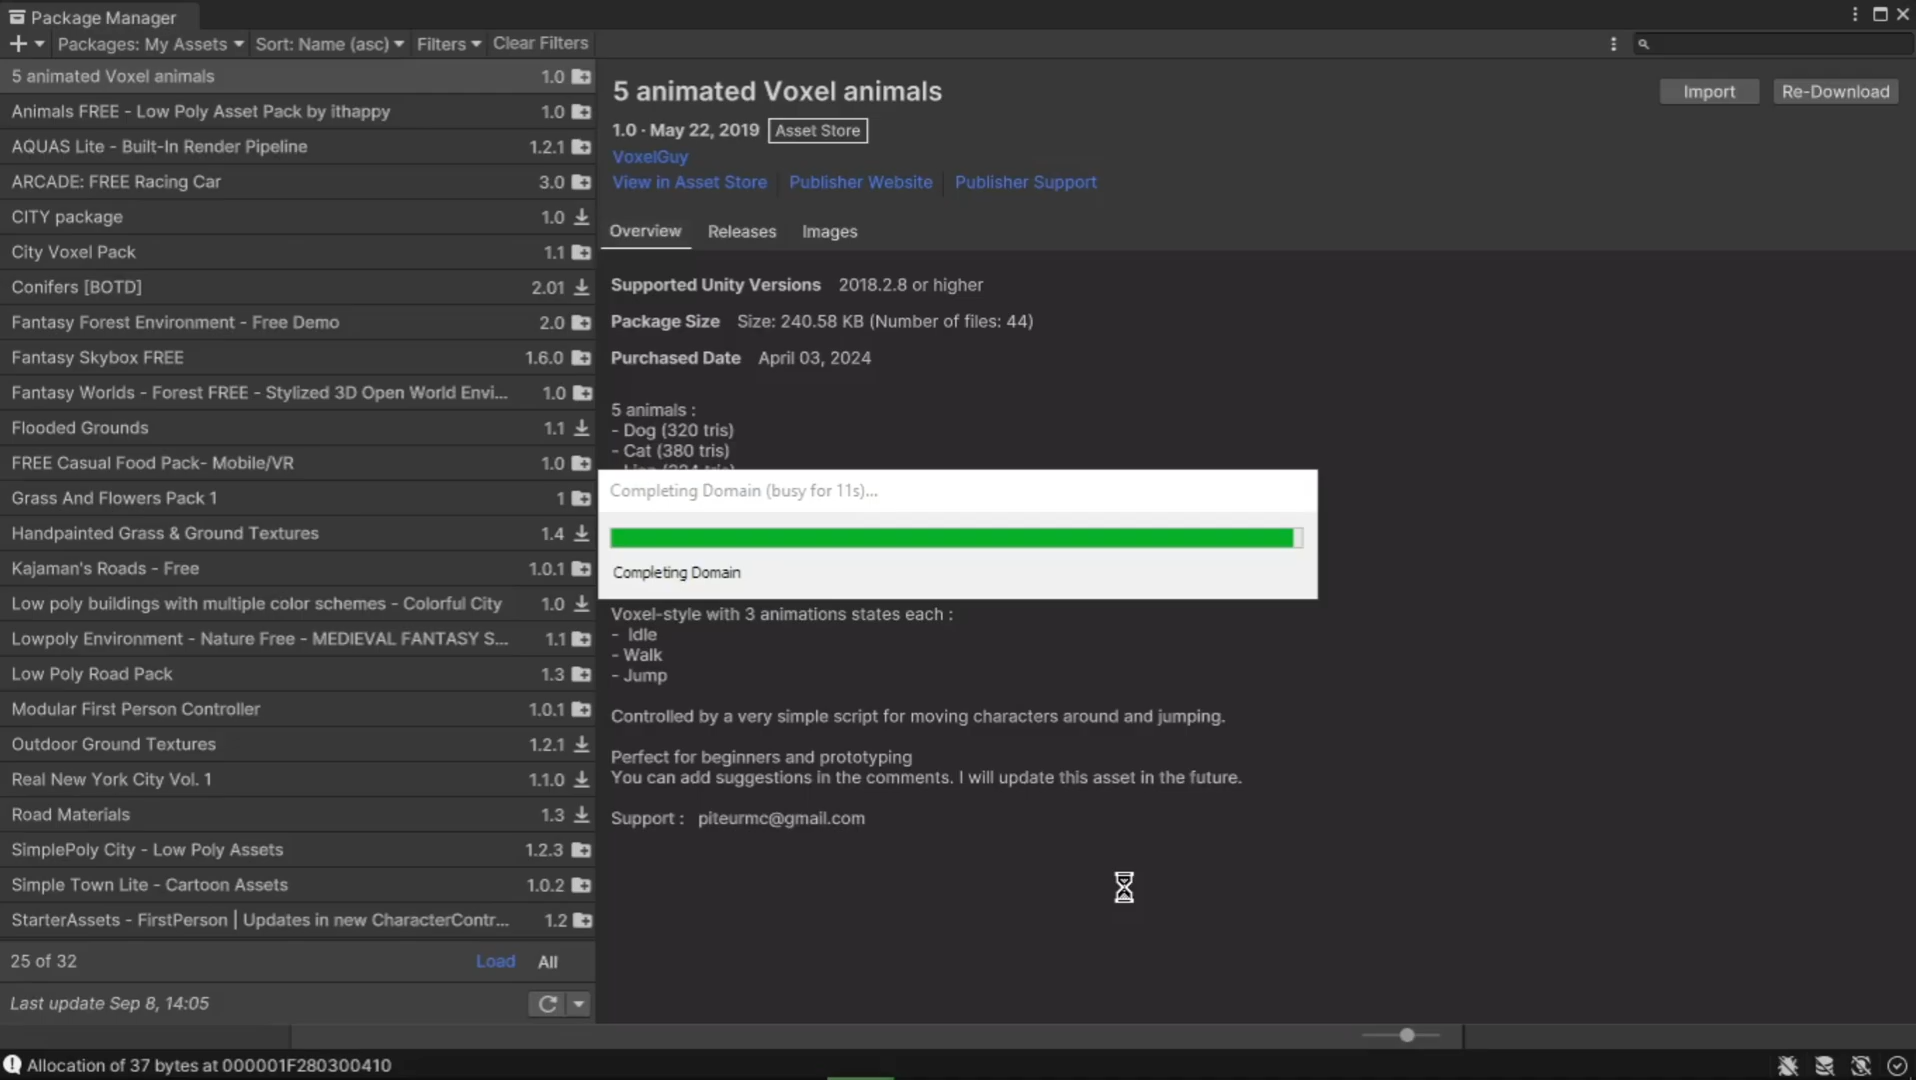 Package Manager
Packages: My Assets
Sort: Name (asc)
Filters
Clear Filters
5 animated Voxel animals 1.0
Animals FREE - Low Poly Asset Pack by ithappy 1.0
AQUAS Lite - Built-In Render Pipeline 1.2.1
ARCADE: FREE Racing Car 3.0
CITY package 1.0
City Voxel Pack 1.1
Conifers [BOTD] 2.01
Fantasy Forest Environment - Free Demo 2.0
Fantasy Skybox FREE 1.6.0
Fantasy Worlds - Forest FREE - Stylized 3D Open World Envi... 1.0
Flooded Grounds 1.1
FREE Casual Food Pack- Mobile/VR 1.0
Grass And Flowers Pack 1 1
Handpainted Grass & Ground Textures 1.4
Kajaman's Roads - Free 1.0.1
Low poly buildings with multiple color schemes - Colorful City 1.0
Lowpoly Environment - Nature Free - MEDIEVAL FANTASY S... 1.1
Low Poly Road Pack 1.3
Modular First Person Controller 1.0.1
Outdoor Ground Textures 1.2.1
Real New York City Vol. 1 1.1.0
Road Materials 1.3
SimplePoly City - Low Poly Assets 1.2.3
Simple Town Lite - Cartoon Assets 1.0.2
StarterAssets - FirstPerson | Updates in new CharacterContr... 1.2
25 of 32 Load All
Last update Sep 8, 14:05
5 animated Voxel animals
Import
Re-Download
1.0 · May 22, 2019 Asset Store
VoxelGuy
View in Asset Store
Publisher Website
Publisher Support
Overview
Releases
Images
Supported Unity Versions 2018.2.8 or higher
Package Size Size: 240.58 KB (Number of files: 44)
Purchased Date April 03, 2024
5 animals :
- Dog (320 tris)
- Cat (380 tris)
Completing Domain (busy for 11s)...
Completing Domain
Voxel-style with 3 animations states each :
- Idle
- Walk
- Jump
Controlled by a very simple script for moving characters around and jumping.
Perfect for beginners and prototyping
You can add suggestions in the comments. I will update this asset in the future.
Support : piteurmc@gmail.com
Allocation of 37 bytes at 000001F280300410